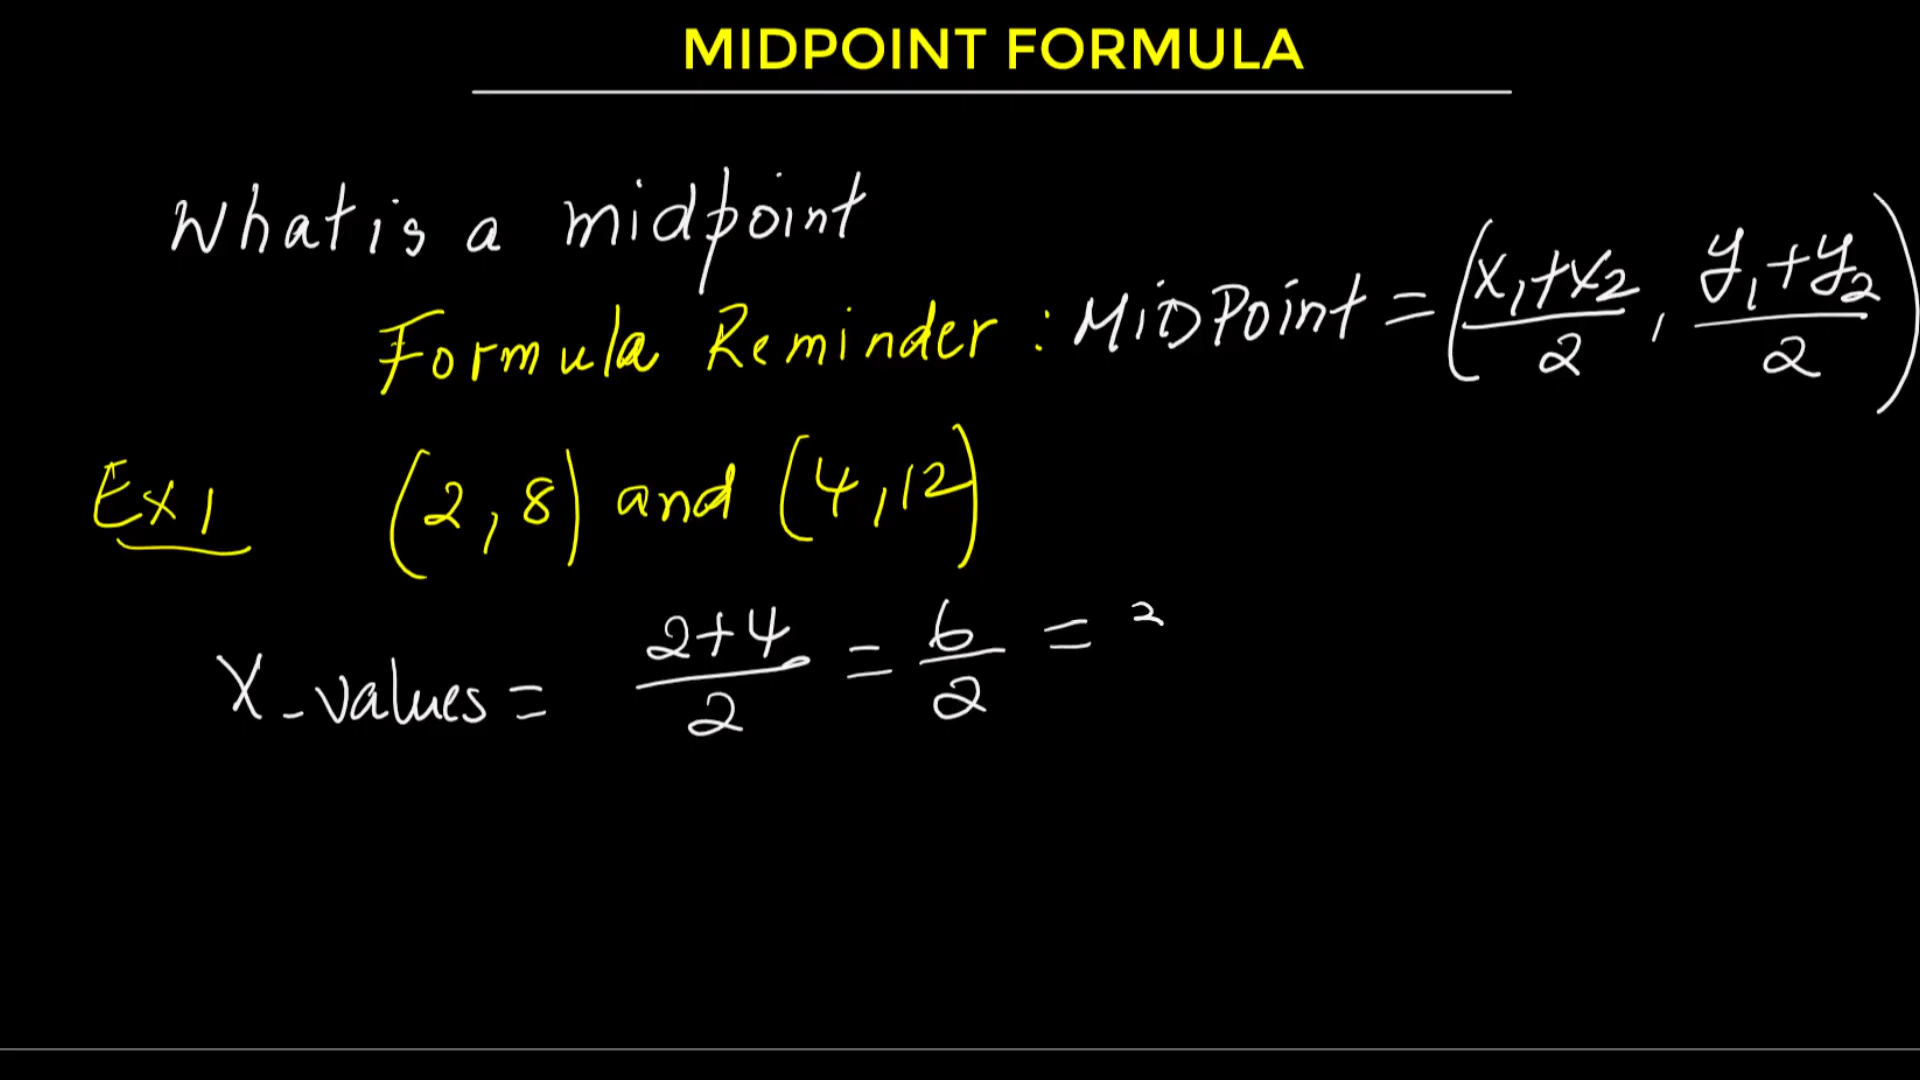 MIDPOINT FORMULA
What is a midpoint
Formula Reminder : MiDPoint = (x₁+x₂/2, y₁+y₂/2)
Ex 1 (2, 8) and (4, 12)
X-values = 2+4/2 = 6/2 =